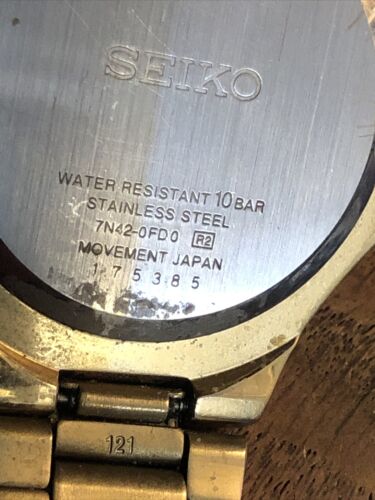 SEIKO
WATER RESISTANT 10 BAR
STAINLESS STEEL
7N42-0FD0 R2
MOVEMENT JAPAN
175385
121